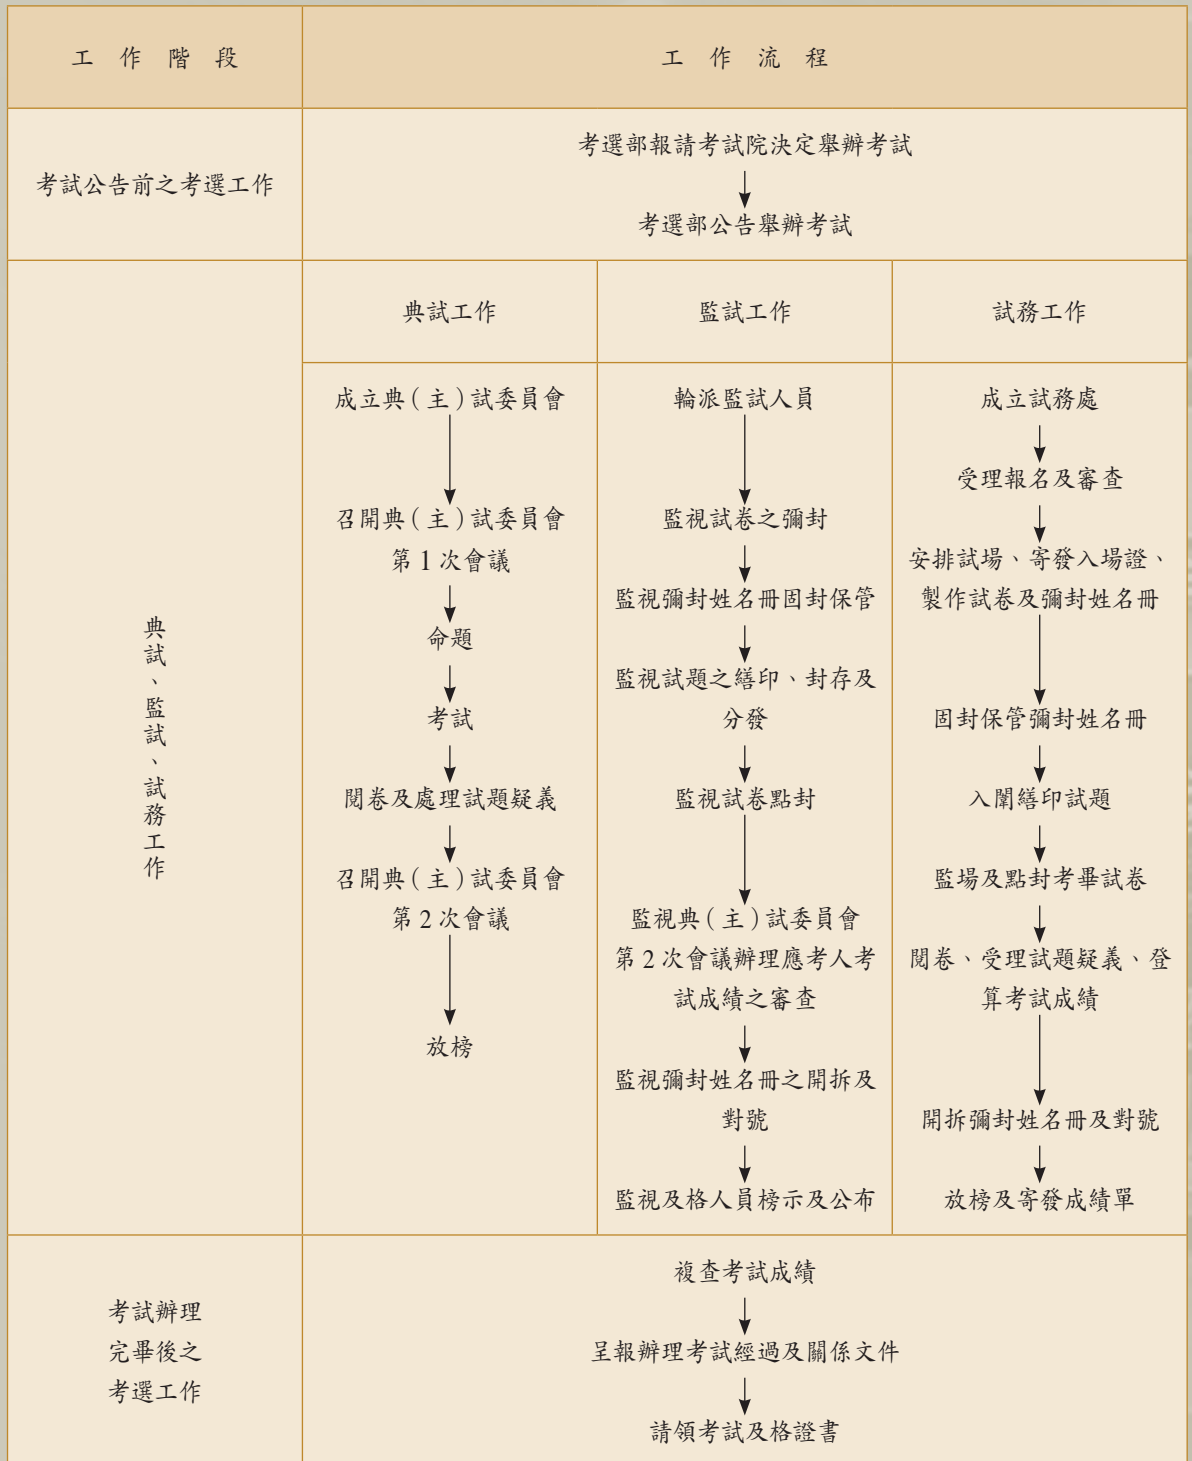 工作階段
工作流程
考試公告前之考選工作
考選部報請考試院決定舉辦考試
考選部公告舉辦考試
典試、監試、試務工作
典試工作
成立典(主)試委員會
召開典(主)試委員會
第1次會議
命題
考試
閱卷及處理試題疑義
召開典(主)試委員會
第2次會議
放榜
監試工作
輪派監試人員
監視試卷之彌封
監視彌封姓名冊固封保管
監視試題之繕印、封存及
分發
監視試卷點封
監視典(主)試委員會
第2次會議辦理應考人考
試成績之審查
監視彌封姓名冊之開拆及
對號
監視及格人員榜示及公布
試務工作
成立試務處
受理報名及審查
安排試場、寄發入場證、
製作試卷及彌封姓名冊
固封保管彌封姓名冊
入闈繕印試題
監場及點封考畢試卷
閱卷、受理試題疑義、登
算考試成績
開拆彌封姓名冊及對號
放榜及寄發成績單
考試辦理
完畢後之
考選工作
複查考試成績
呈報辦理考試經過及關係文件
請領考試及格證書